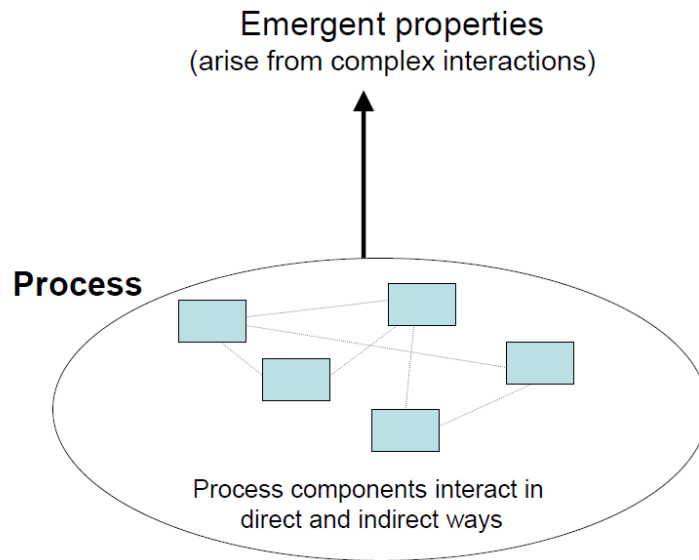 Emergent properties
(arise from complex interactions)
Process
Process components interact in
direct and indirect ways